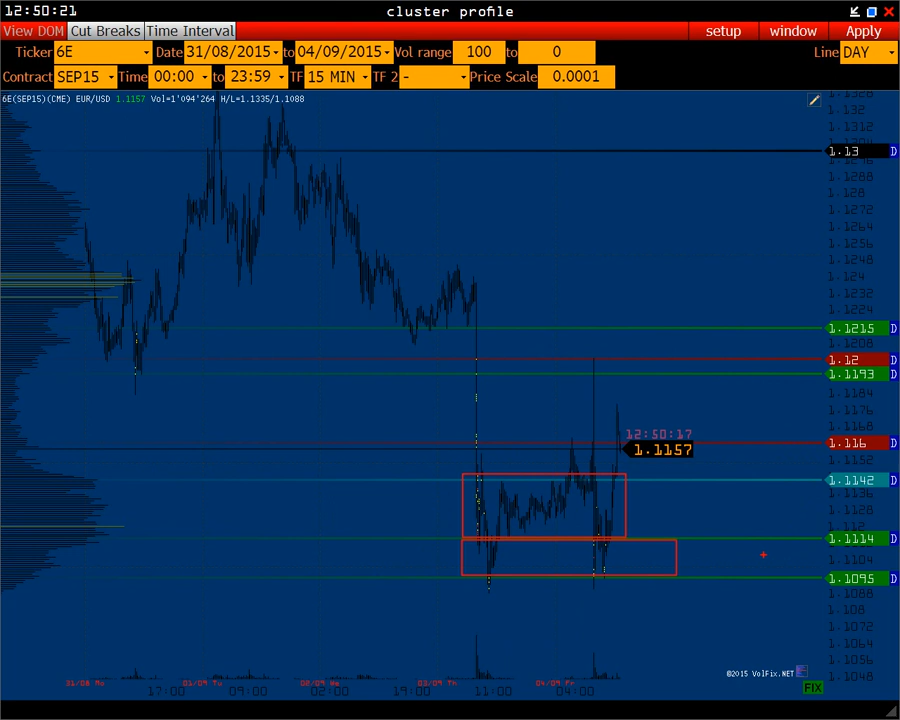 12:50:21 cluster profile
View DOM Cut Breaks Time Interval setup window Apply
Ticker 6E Date 31/08/2015 to 04/09/2015 Vol range 100 to 0 Line DAY
Contract SEP15 Time 00:00 to 23:59 TF 15 MIN TF 2 - Price Scale 0.0001
6E(SEP15)(CME) EUR/USD 1.1157 Vol=1'094'264 H/L=1.1335/1.1088
1.1328
1.132
1.1312
1.13 D
1.1296
1.1288
1.128
1.1272
1.1264
1.1256
1.1248
1.124
1.1232
1.1224
1.1215 D
1.1208
1.12 D
1.1193 D
1.1184
1.1176
1.1168
12:50:17
1.116 D
1.1157
1.1152
1.1142 D
1.1136
1.1128
1.112
1.1114 D
1.1104
1.1095 D
1.1088
1.108
1.1072
1.1064
1.1056
©2015 VolFix.NET
1.1048
31/08 Mo 01/09 Tu 02/09 We 03/09 Th 04/09 Fr
17:00 09:00 02:00 19:00 11:00 04:00
FIX